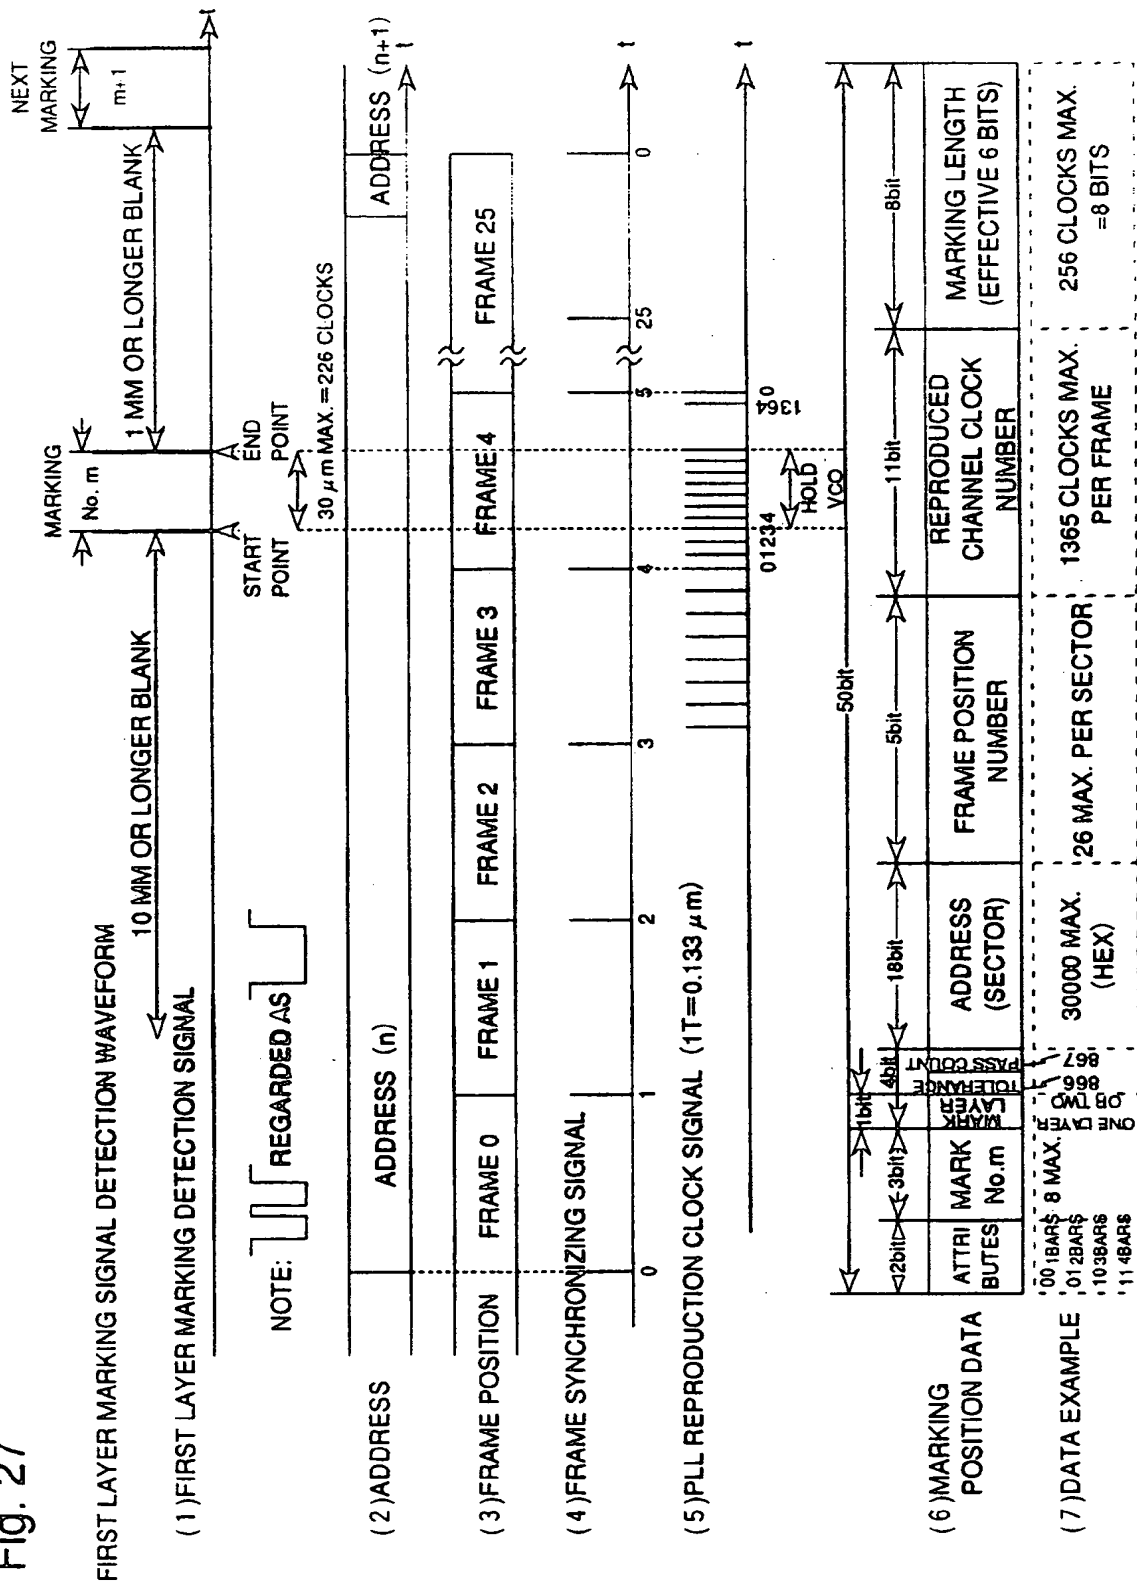 Fig. 27
FIRST LAYER MARKING SIGNAL DETECTION WAVEFORM
(1)FIRST LAYER MARKING DETECTION SIGNAL
10 MM OR LONGER BLANK
MARKING
No. m
1 MM OR LONGER BLANK
NEXT
MARKING
m+1
t
START
POINT
END
POINT
NOTE:
REGARDED AS
30 μm MAX.=226 CLOCKS
(2)ADDRESS
ADDRESS (n)
ADDRESS (n+1)
t
(3)FRAME POSITION
FRAME 0
FRAME 1
FRAME 2
FRAME 3
FRAME 4
FRAME 25
(4)FRAME SYNCHRONIZING SIGNAL
0
1
2
3
4
5
25
0
t
(5)PLL REPRODUCTION CLOCK SIGNAL (1T=0.133 μm)
01234
1364
0
t
HOLD
VCO
50bit
2bit
3bit
1bit
4bit
18bit
5bit
11bit
8bit
(6)MARKING
POSITION DATA
ATTRI
BUTES
MARK
No.m
MARK
LAYER
TOLERANCE
PASS COUNT
ADDRESS
(SECTOR)
FRAME POSITION
NUMBER
REPRODUCED
CHANNEL CLOCK
NUMBER
MARKING LENGTH
(EFFECTIVE 6 BITS)
(7)DATA EXAMPLE
00 1BARS
01 2BARS
10 3BARS
11 4BARS
8 MAX.
ONE LAYER
OR TWO
866
867
30000 MAX.
(HEX)
26 MAX. PER SECTOR
1365 CLOCKS MAX.
PER FRAME
256 CLOCKS MAX.
=8 BITS